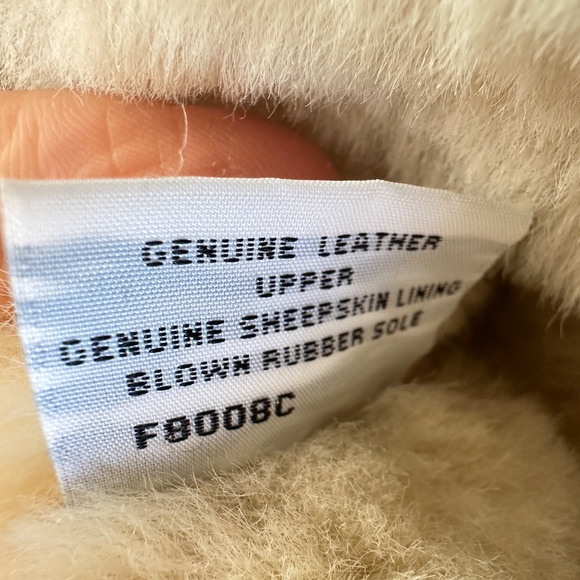 GENUINE LEATHER
UPPER
GENUINE SHEEPSKIN LINING
BLOWN RUBBER SOLE
F8008C